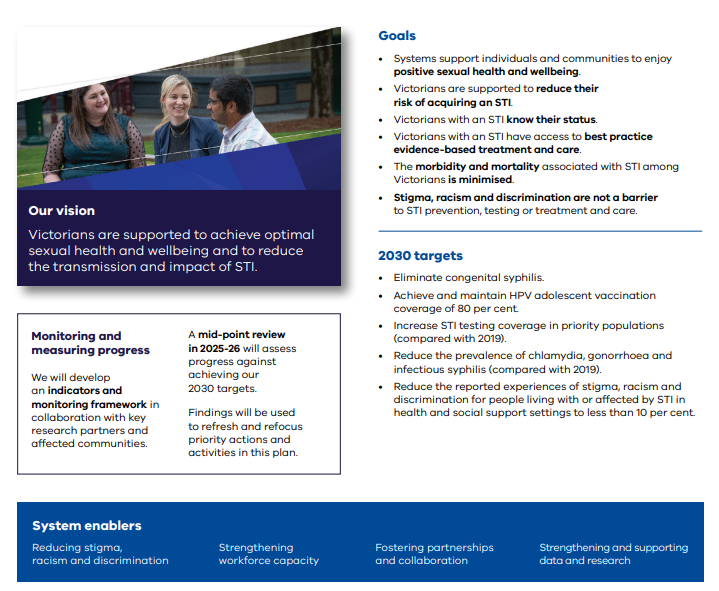 Our vision
Victorians are supported to achieve optimal
sexual health and wellbeing and to reduce
the transmission and impact of STI.
Monitoring and
measuring progress
We will develop
an indicators and
monitoring framework in
collaboration with key
research partners and
affected communities.
A mid-point review
in 2025-26 will assess
progress against
achieving our
2030 targets.
Findings will be used
to refresh and refocus
priority actions and
activities in this plan.
Goals
• Systems support individuals and communities to enjoy
positive sexual health and wellbeing.
• Victorians are supported to reduce their
risk of acquiring an STI.
• Victorians with an STI know their status.
• Victorians with an STI have access to best practice
evidence-based treatment and care.
• The morbidity and mortality associated with STI among
Victorians is minimised.
• Stigma, racism and discrimination are not a barrier
to STI prevention, testing or treatment and care.
2030 targets
• Eliminate congenital syphilis.
• Achieve and maintain HPV adolescent vaccination
coverage of 80 per cent.
• Increase STI testing coverage in priority populations
(compared with 2019).
• Reduce the prevalence of chlamydia, gonorrhoea and
infectious syphilis (compared with 2019).
• Reduce the reported experiences of stigma, racism and
discrimination for people living with or affected by STI in
health and social support settings to less than 10 per cent.
System enablers
Reducing stigma,
racism and discrimination
Strengthening
workforce capacity
Fostering partnerships
and collaboration
Strengthening and supporting
data and research